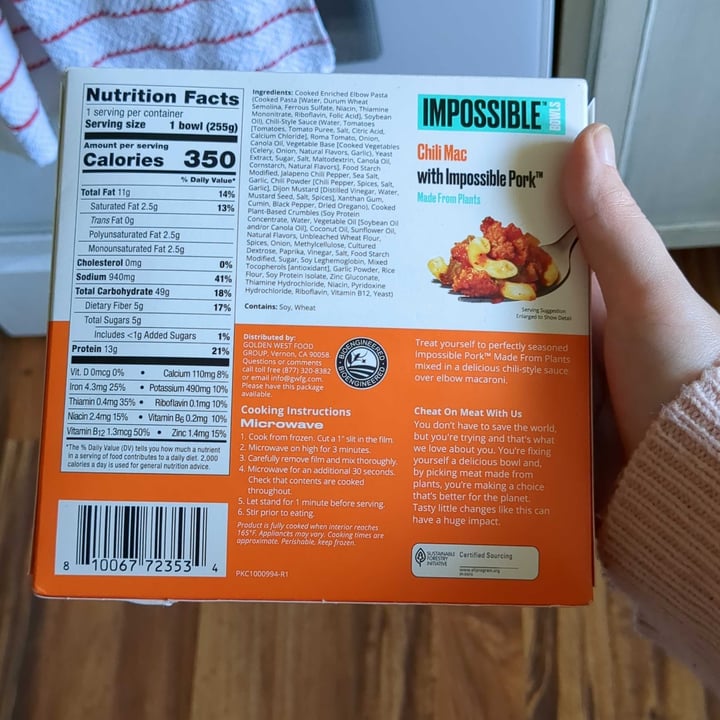 Nutrition Facts
1 serving per container
Serving size 1 bowl (255g)
Amount per serving
Calories 350
% Daily Value*
Total Fat 11g 14%
Saturated Fat 2.5g 13%
Trans Fat 0g
Polyunsaturated Fat 2.5g
Monounsaturated Fat 2.5g
Cholesterol 0mg 0%
Sodium 940mg 41%
Total Carbohydrate 49g 18%
Dietary Fiber 5g 17%
Total Sugars 5g
Includes <1g Added Sugars 1%
Protein 13g 21%
Vit. D 0mcg 0% • Calcium 110mg 8%
Iron 4.3mg 25% • Potassium 490mg 10%
Thiamin 0.4mg 35% • Riboflavin 0.1mg 10%
Niacin 2.4mg 15% • Vitamin B6 0.2mg 10%
Vitamin B12 1.3mcg 50% • Zinc 1.4mg 15%
*The % Daily Value (DV) tells you how much a nutrient
in a serving of food contributes to a daily diet. 2,000
calories a day is used for general nutrition advice.
8 10067 72353 4
Ingredients: Cooked Enriched Elbow Pasta
(Cooked Pasta [Water, Durum Wheat
Semolina, Ferrous Sulfate, Niacin, Thiamine
Mononitrate, Riboflavin, Folic Acid], Soybean
Oil), Chili-Style Sauce (Water, Tomatoes
[Tomatoes, Tomato Puree, Salt, Citric Acid,
Calcium Chloride], Roma Tomato, Onion,
Canola Oil, Vegetable Base [Cooked Vegetables
(Celery, Onion, Natural Flavors, Garlic), Yeast
Extract, Sugar, Salt, Maltodextrin, Canola Oil,
Cornstarch, Natural Flavors], Food Starch
Modified, Jalapeno Chili Pepper, Sea Salt,
Garlic, Chili Powder [Chili Pepper, Spices, Salt,
Garlic], Dijon Mustard [Distilled Vinegar, Water,
Mustard Seed, Salt, Spices], Xanthan Gum,
Cumin, Black Pepper, Dried Oregano), Cooked
Plant-Based Crumbles (Soy Protein
Concentrate, Water, Vegetable Oil [Soybean Oil
and/or Canola Oil], Coconut Oil, Sunflower Oil,
Natural Flavors, Unbleached Wheat Flour,
Spices, Onion, Methylcellulose, Cultured
Dextrose, Paprika, Vinegar, Salt, Food Starch
Modified, Sugar, Soy Leghemoglobin, Mixed
Tocopherols [antioxidant], Garlic Powder, Rice
Flour, Soy Protein Isolate, Zinc Gluconate,
Thiamine Hydrochloride, Niacin, Pyridoxine
Hydrochloride, Riboflavin, Vitamin B12, Yeast)
Contains: Soy, Wheat
Distributed by:
GOLDEN WEST FOOD
GROUP, Vernon, CA 90058.
Questions or comments
call toll free (877) 320-8382
or email info@gwfg.com.
Please have this package
available.
BIOENGINEERED
BIOENGINEERED
Cooking Instructions
Microwave
1. Cook from frozen. Cut a 1" slit in the film.
2. Microwave on high for 3 minutes.
3. Carefully remove film and mix thoroughly.
4. Microwave for an additional 30 seconds.
Check that contents are cooked
throughout.
5. Let stand for 1 minute before serving.
6. Stir prior to eating.
Product is fully cooked when interior reaches
165°F. Appliances may vary. Cooking times are
approximate. Perishable, keep frozen.
PKC1000994-R1
IMPOSSIBLE™ BOWLS
Chili Mac
with Impossible Pork™
Made From Plants
Serving Suggestion
Enlarged to Show Detail
Treat yourself to perfectly seasoned
Impossible Pork™ Made From Plants
mixed in a delicious chili-style sauce
over elbow macaroni.
Cheat On Meat With Us
You don't have to save the world,
but you're trying and that's what
we love about you. You're fixing
yourself a delicious bowl and,
by picking meat made from
plants, you're making a choice
that's better for the planet.
Tasty little changes like this can
have a huge impact.
SUSTAINABLE
FORESTRY
INITIATIVE
Certified Sourcing